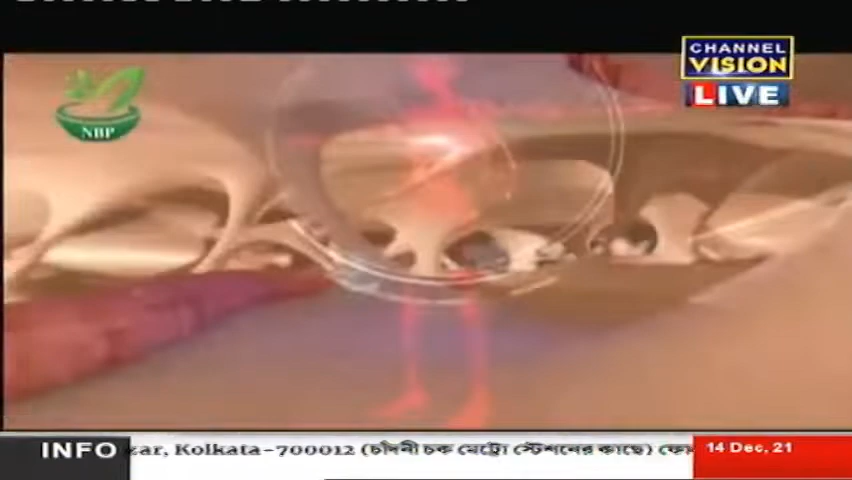 CHANNEL
VISION
LIVE
NBP
INFO
zar, Kolkata-700012 (চাঁদনী চক মেট্রো স্টেশনের কাছে) ফো
14 Dec, 21